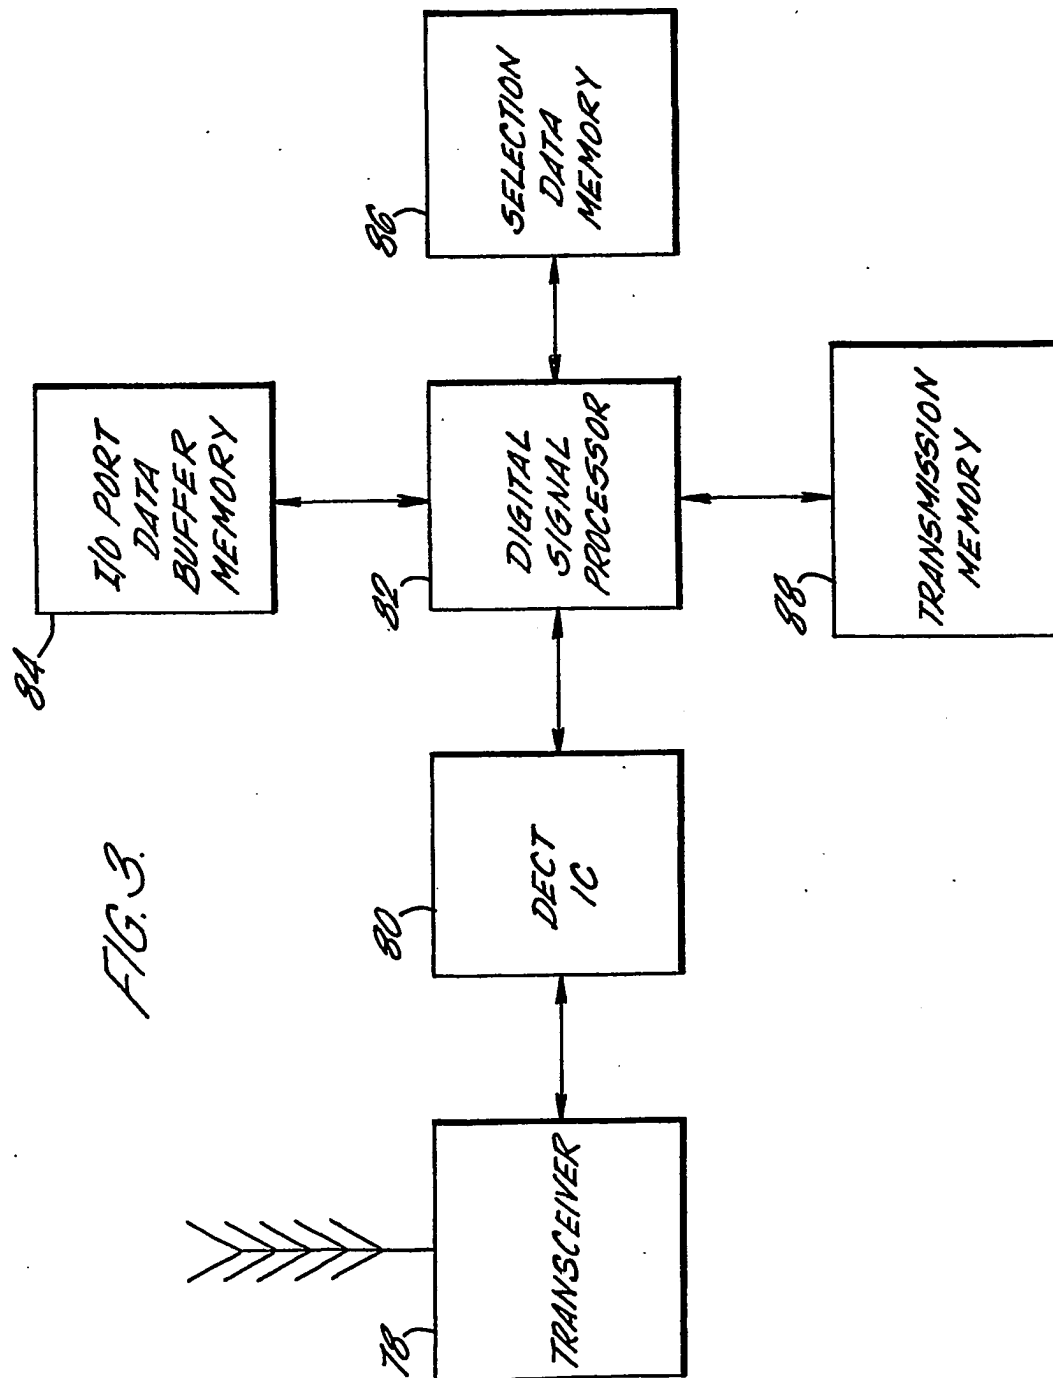 FIG. 3.
84
I/O PORT
DATA
BUFFER
MEMORY
78
TRANSCEIVER
80
DECT
IC
82
DIGITAL
SIGNAL
PROCESSOR
86
SELECTION
DATA
MEMORY
88
TRANSMISSION
MEMORY